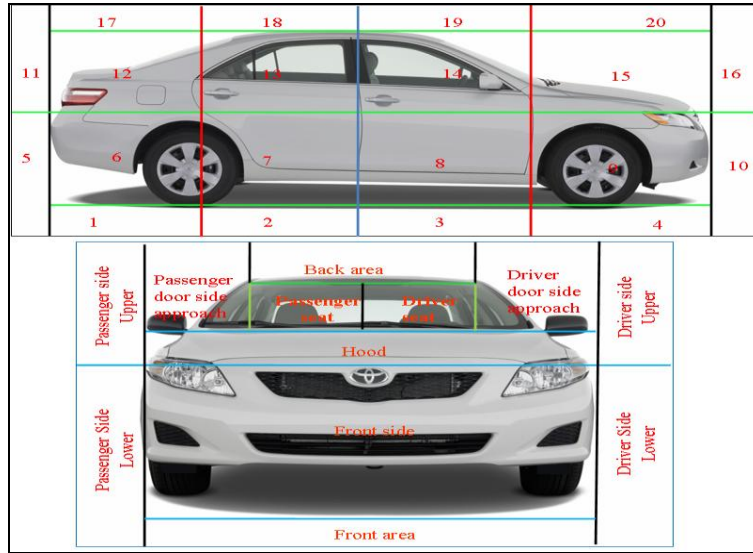 17 18 19 20
11 12 13 14 15 16
5 6 7 8 9 10
1 2 3 4
Passenger side
Upper
Passenger
door side
approach
Back area
Driver
door side
approach
Driver side
Upper
Passenger
seat
Driver
seat
Hood
Passenger Side
Lower
Front side
Driver Side
Lower
Front area